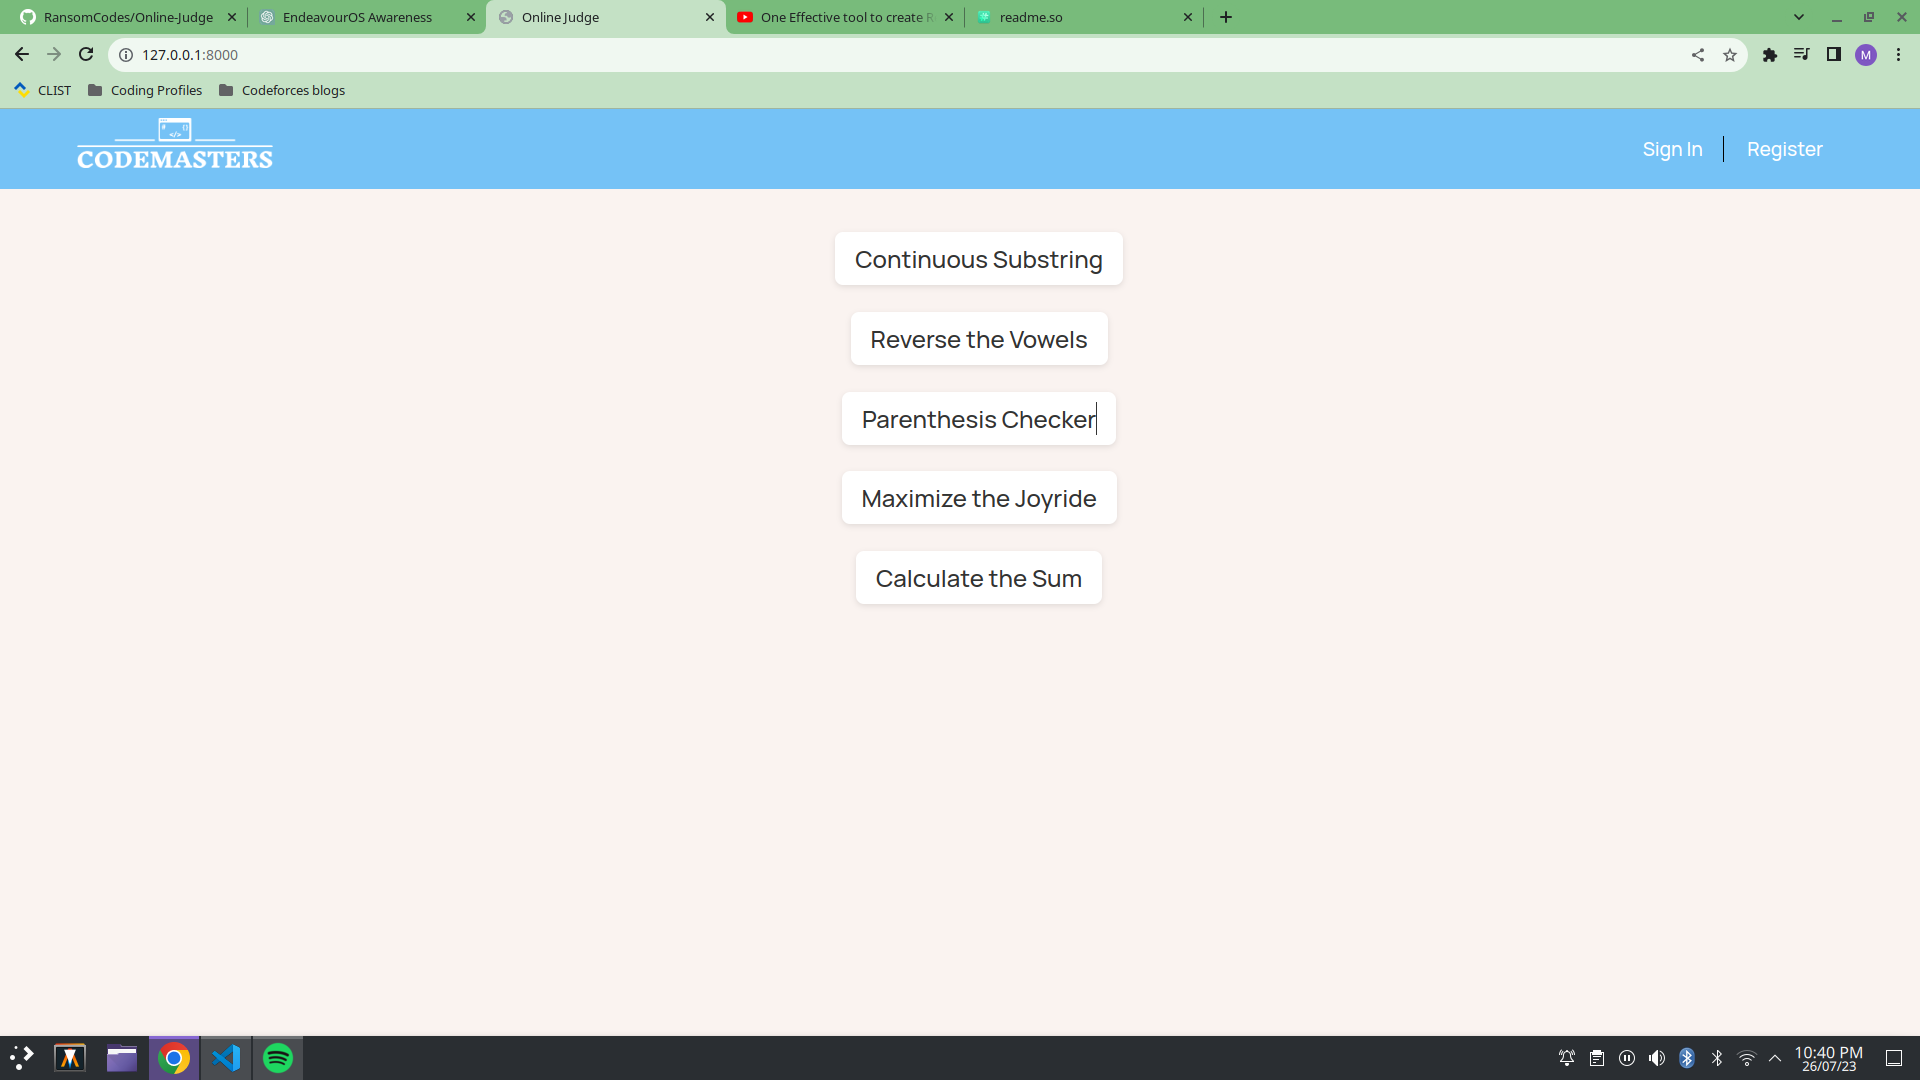 RansomCodes/Online-Judge
EndeavourOS Awareness
Online Judge
One Effective tool to create R
readme.so
127.0.0.1:8000
M
CLIST
Coding Profiles
Codeforces blogs
# {}
</>
CODEMASTERS
Sign In
Register
Continuous Substring
Reverse the Vowels
Parenthesis Checker
Maximize the Joyride
Calculate the Sum
10:40 PM
26/07/23